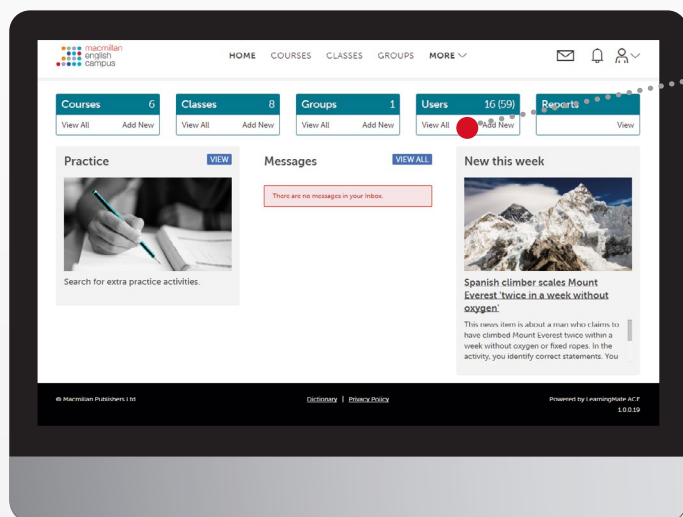 macmillan
english
campus
HOME COURSES CLASSES GROUPS MORE
Courses 6
View All Add New
Classes 8
View All Add New
Groups 1
View All Add New
Users 16 (59)
View All Add New
Reports
View
Practice VIEW
Search for extra practice activities.
Messages VIEW ALL
There are no messages in your Inbox.
New this week
Spanish climber scales Mount
Everest 'twice in a week without
oxygen'
This news item is about a man who claims to
have climbed Mount Everest twice within a
week without oxygen or fixed ropes. In the
activity, you identify correct statements. You
© Macmillan Publishers Ltd
Dictionary | Privacy Policy
Powered by LearningMate ACE
1.0.0.19